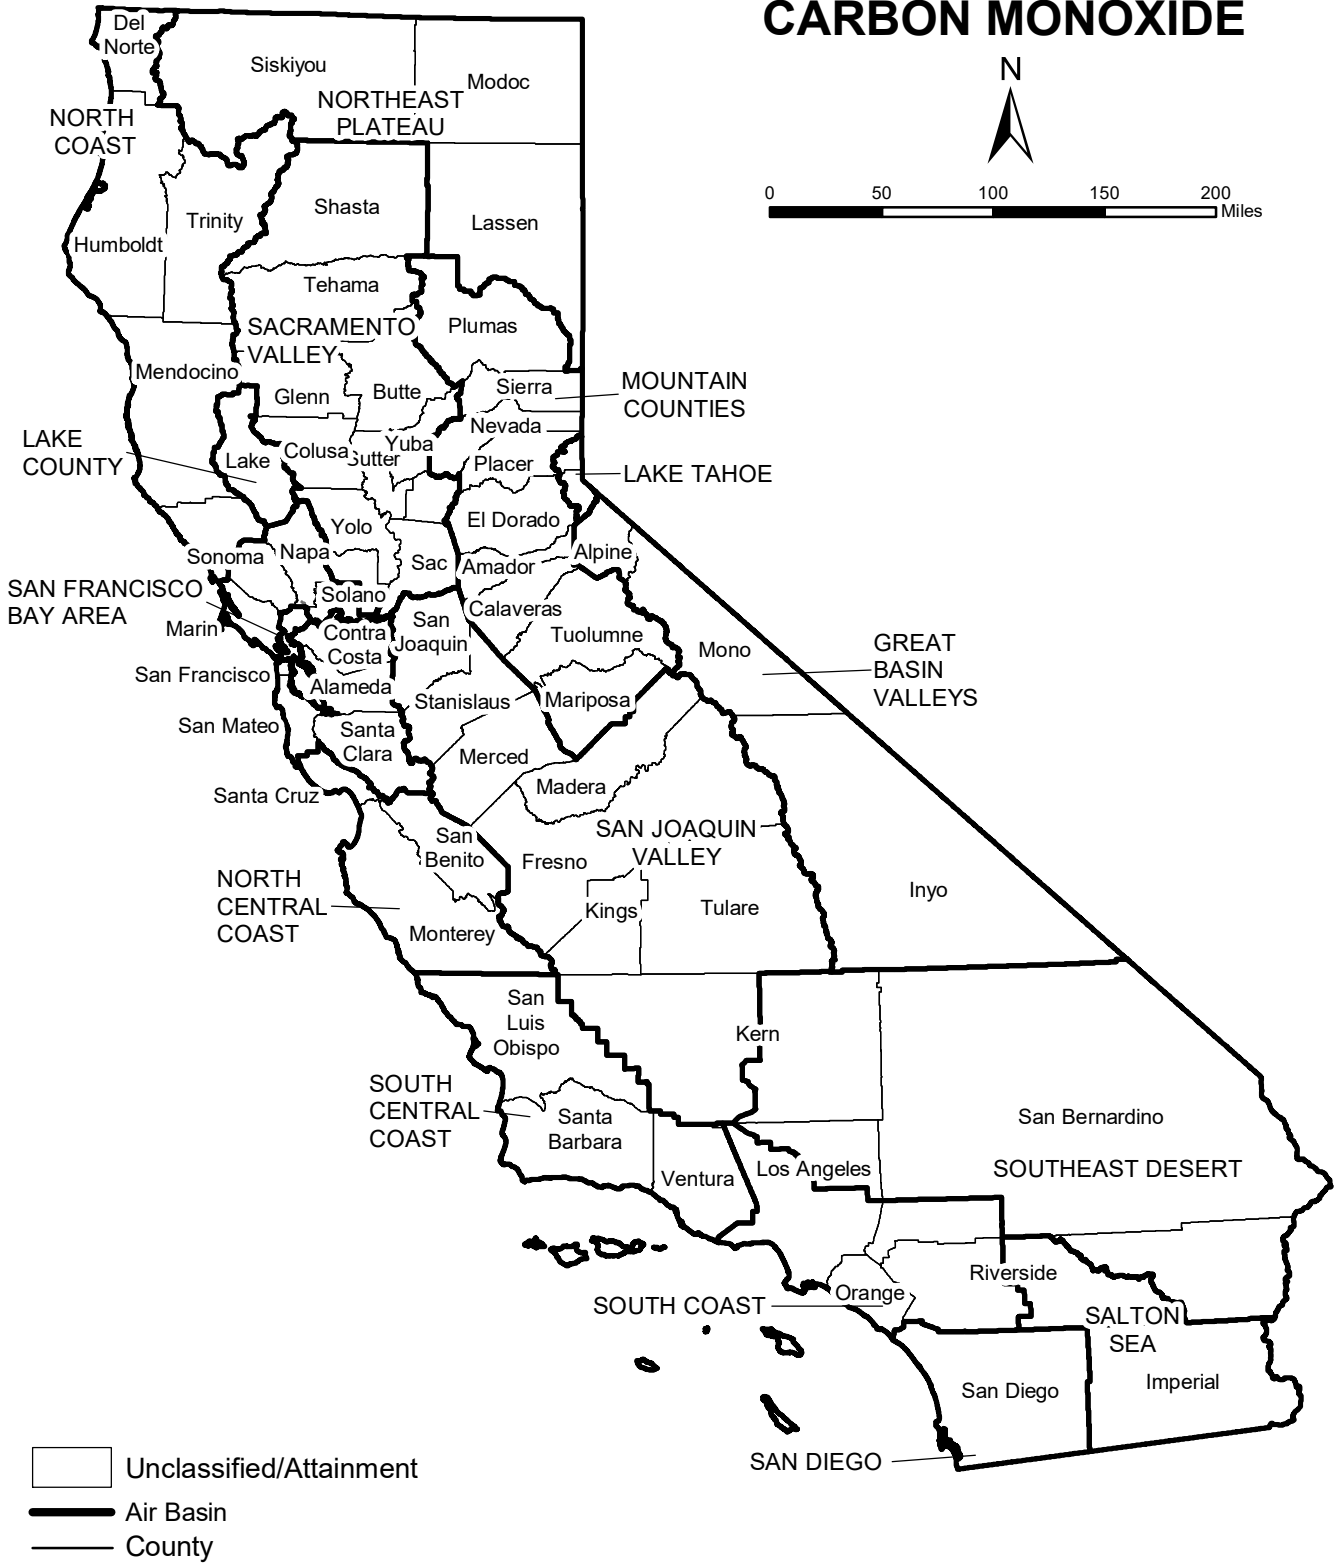 CARBON MONOXIDE
N
0 50 100 150 200
Miles
Del
Norte
Siskiyou
Modoc
NORTHEAST
PLATEAU
NORTH
COAST
Shasta
Trinity
Lassen
Humboldt
Tehama
SACRAMENTO
VALLEY
Plumas
Mendocino
Glenn
Butte
Sierra
MOUNTAIN
COUNTIES
Nevada
LAKE
COUNTY
Lake
Colusa
Yuba
Sutter
Placer
LAKE TAHOE
El Dorado
Yolo
Sonoma
Napa
Sac
Amador
Alpine
SAN FRANCISCO
BAY AREA
Solano
Calaveras
Marin
Contra
Costa
San
Joaquin
Tuolumne
Mono
GREAT
BASIN
VALLEYS
San Francisco
Alameda
Stanislaus
Mariposa
San Mateo
Santa
Clara
Merced
Madera
Santa Cruz
San
Benito
SAN JOAQUIN
VALLEY
Fresno
NORTH
CENTRAL
COAST
Kings
Tulare
Inyo
Monterey
San
Luis
Obispo
Kern
SOUTH
CENTRAL
COAST
Santa
Barbara
San Bernardino
Ventura
Los Angeles
SOUTHEAST DESERT
Riverside
Orange
SOUTH COAST
SALTON
SEA
San Diego
Imperial
SAN DIEGO
Unclassified/Attainment
Air Basin
County